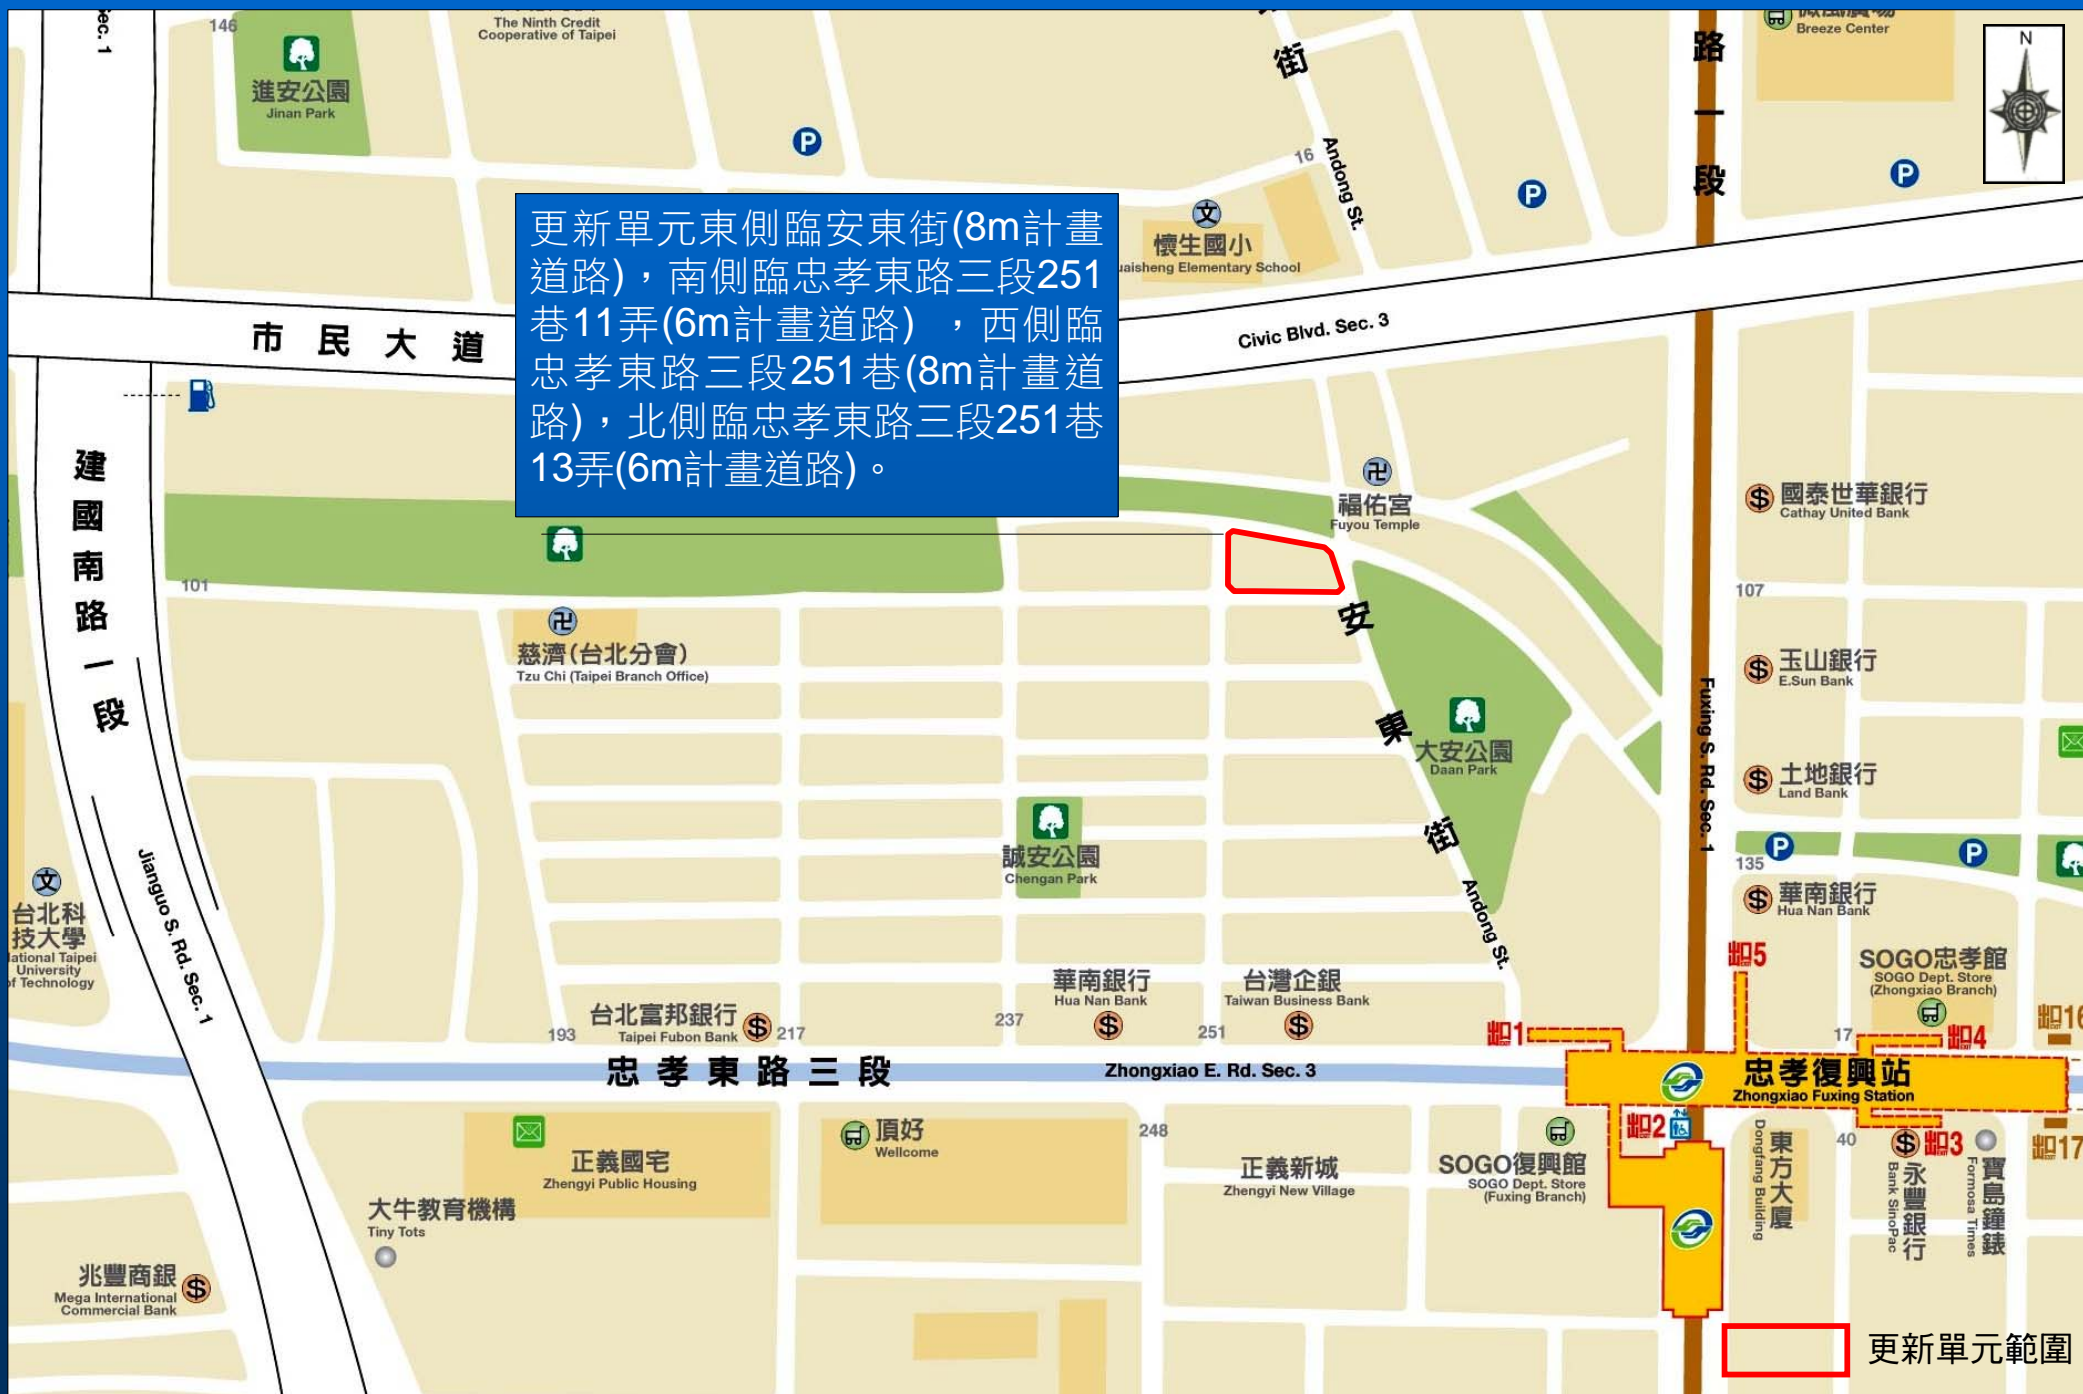 Sec. 1
146
The Ninth Credit
Cooperative of Taipei
進安公園
Jinan Park
P
街
16
Andong St.
P
Breeze Center
路一段
P
N
更新單元東側臨安東街(8m計畫
道路)，南側臨忠孝東路三段251
巷11弄(6m計畫道路) ，西側臨
忠孝東路三段251巷(8m計畫道
路)，北側臨忠孝東路三段251巷
13弄(6m計畫道路)。
文
懷生國小
uaisheng Elementary School
市民大道
Civic Blvd. Sec. 3
建國南路一段
福佑宮
Fuyou Temple
$
國泰世華銀行
Cathay United Bank
101
107
慈濟(台北分會)
Tzu Chi (Taipei Branch Office)
安東街
$
玉山銀行
E.Sun Bank
Fuxing S. Rd. Sec. 1
大安公園
Daan Park
$
土地銀行
Land Bank
誠安公園
Chengan Park
135
P
P
Jianguo S. Rd. Sec. 1
文
台北科
技大學
National Taipei
University
of Technology
Andong St.
$
華南銀行
Hua Nan Bank
出口5
SOGO忠孝館
SOGO Dept. Store
(Zhongxiao Branch)
華南銀行
Hua Nan Bank
$
台灣企銀
Taiwan Business Bank
$
193
台北富邦銀行
Taipei Fubon Bank
$
217
237
251
出口1
17
出口4
出口16
忠孝東路三段
Zhongxiao E. Rd. Sec. 3
忠孝復興站
Zhongxiao Fuxing Station
正義國宅
Zhengyi Public Housing
頂好
Wellcome
248
正義新城
Zhengyi New Village
SOGO復興館
SOGO Dept. Store
(Fuxing Branch)
出口2
東方大廈
Dongfang Building
40
$
出口3
永豐銀行
Bank SinoPac
寶島鐘錶
Formosa Times
出口17
大牛教育機構
Tiny Tots
兆豐商銀
Mega International
Commercial Bank
$
更新單元範圍